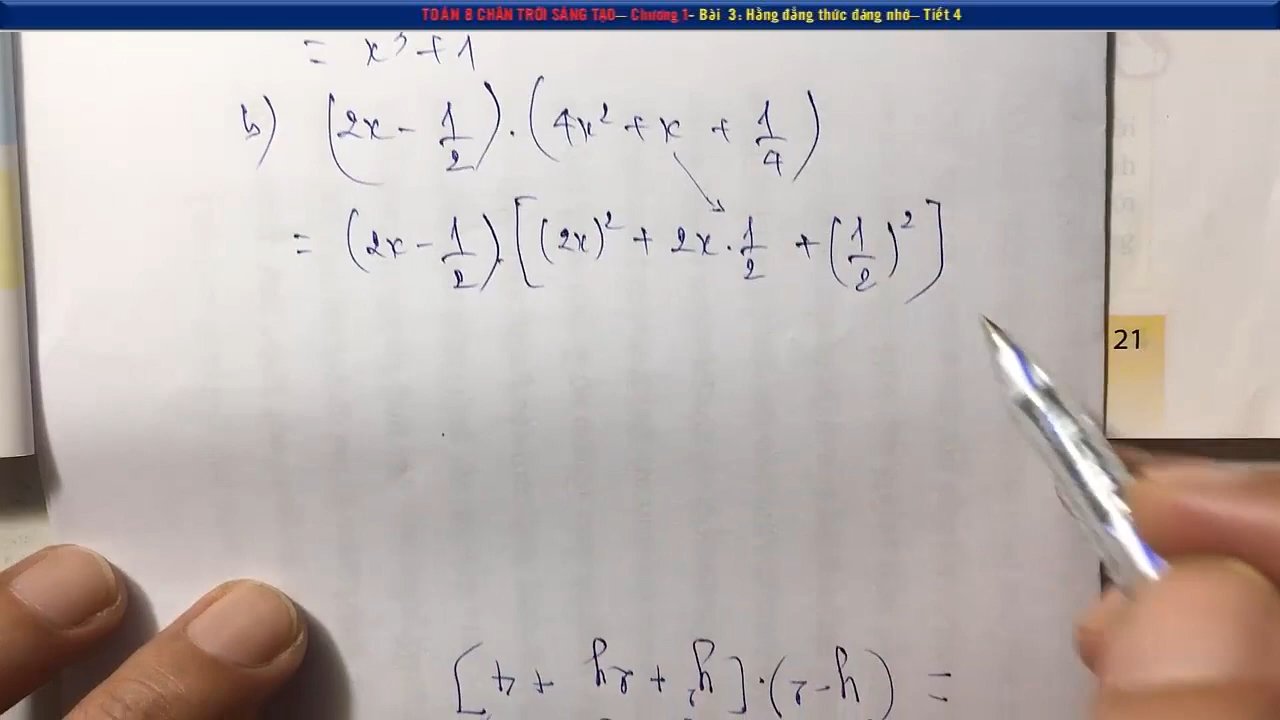 TOÁN 8 CHÂN TRỜI SÁNG TẠO– Chương 1- Bài 3: Hằng đẳng thức đáng nhớ– Tiết 4
= x³ + 1
b) (2x - 1/2) . (4x² + x + 1/4)
= (2x - 1/2) . [(2x)² + 2x . 1/2 + (1/2)²]
21